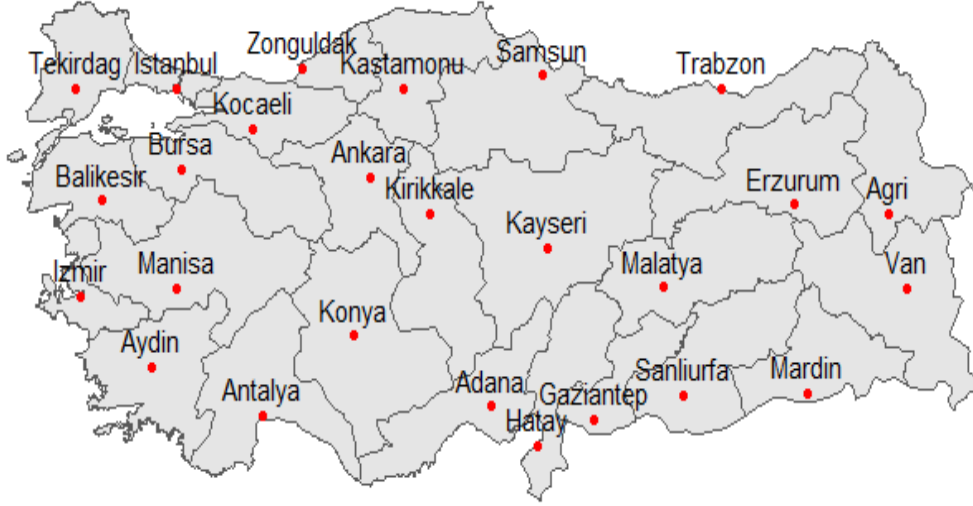 Zonguldak
Tekirdag
Istanbul
Kastamonu
Samsun
Trabzon
Kocaeli
Bursa
Ankara
Balikesir
Kirikkale
Erzurum
Agri
Kayseri
Izmir
Manisa
Malatya
Van
Konya
Aydin
Antalya
Adana
Gaziantep
Sanliurfa
Mardin
Hatay